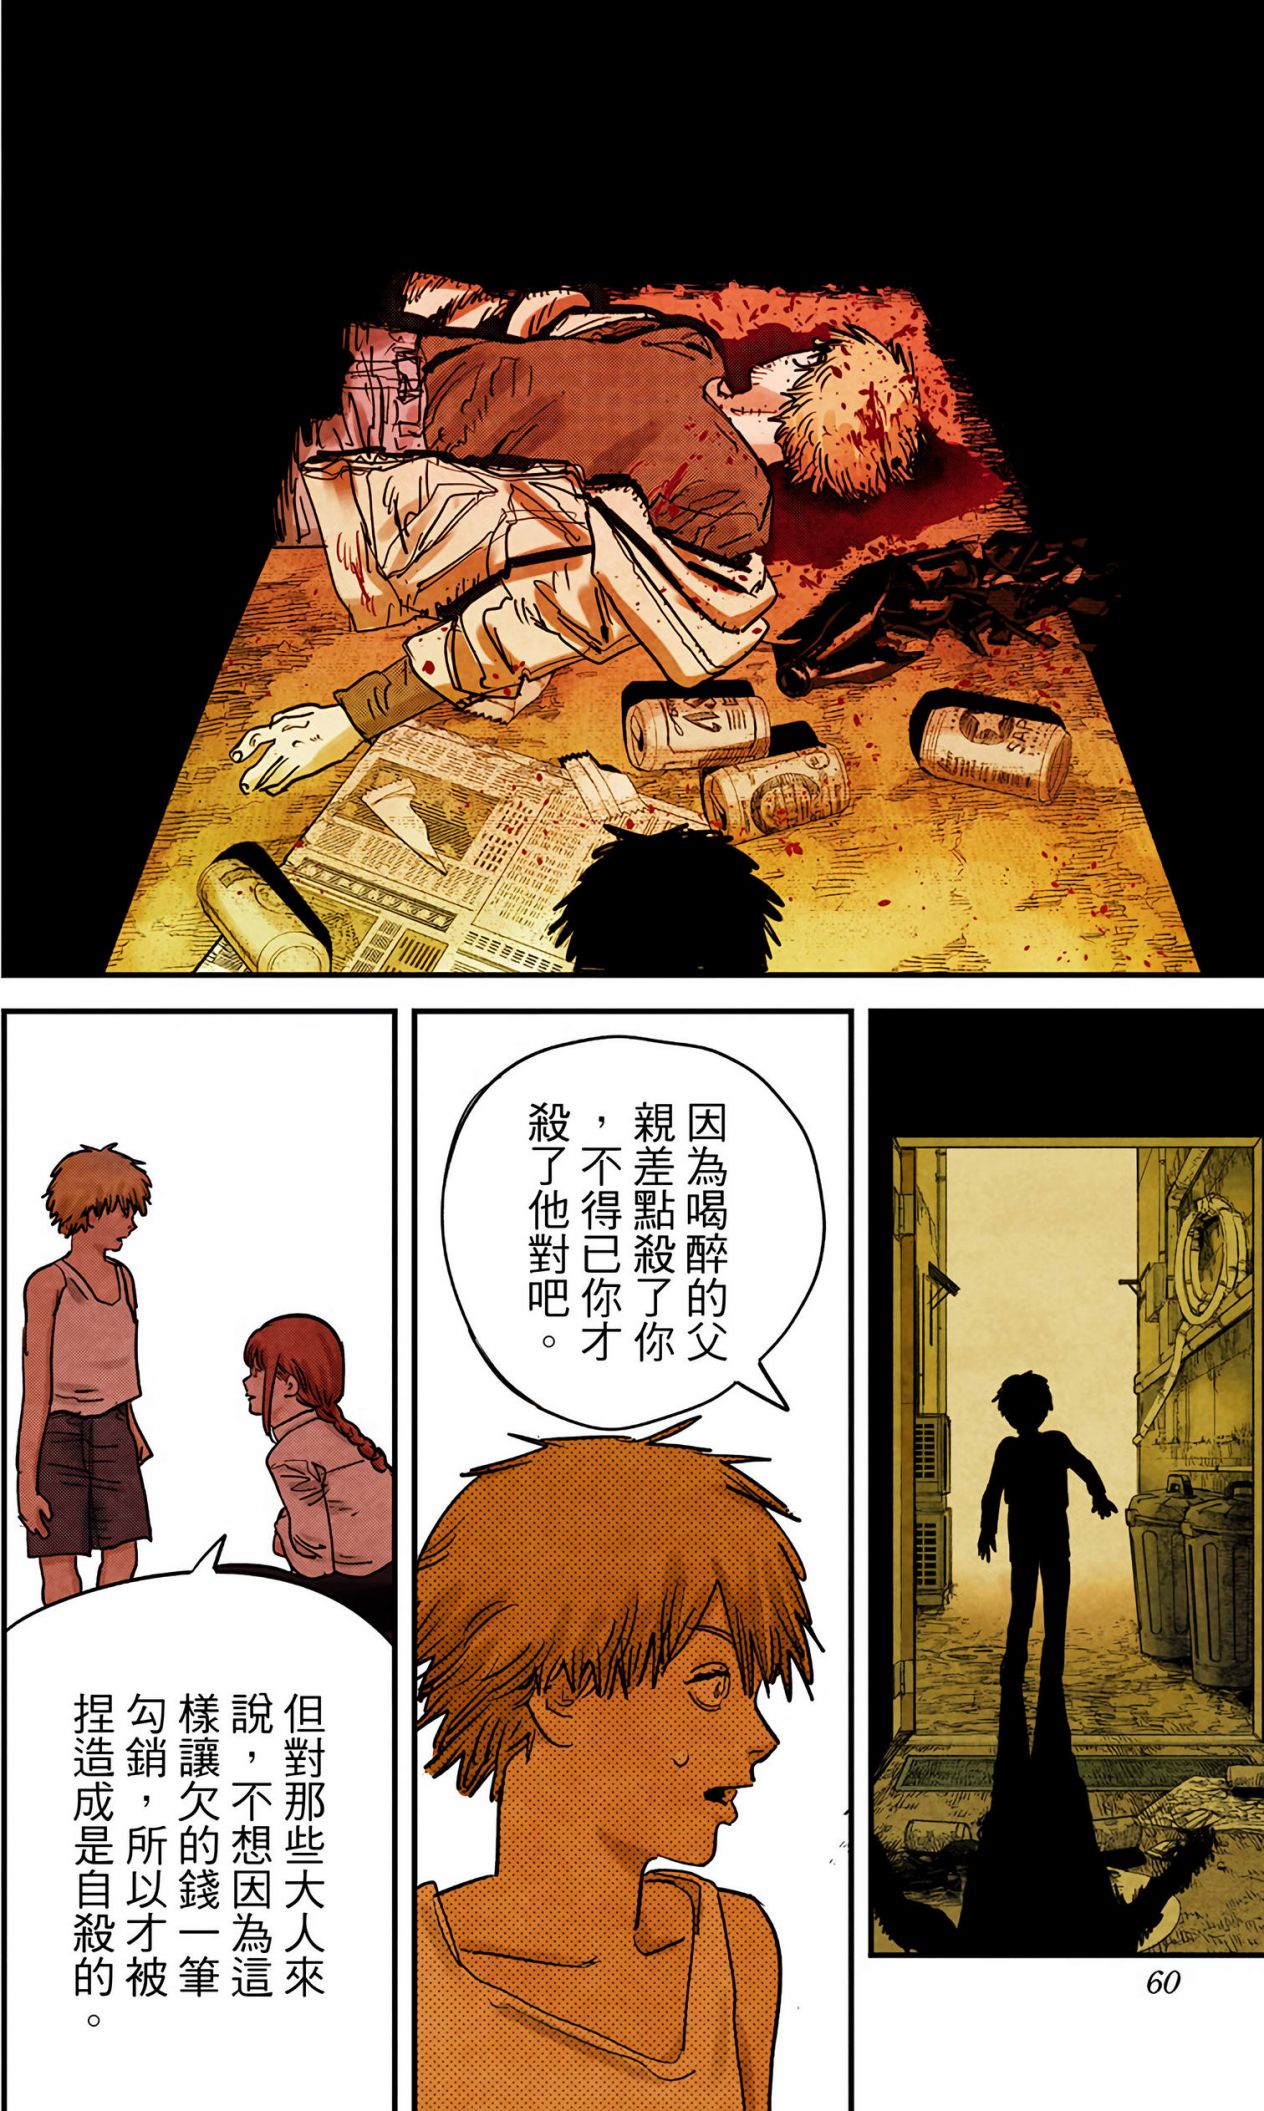 因為喝醉的父
親差點殺了你
，不得已你才
殺了他對吧。
但對那些大人來
說，不想因為這
樣讓欠的錢一筆
勾銷，所以才被
捏造成是自殺的。
60